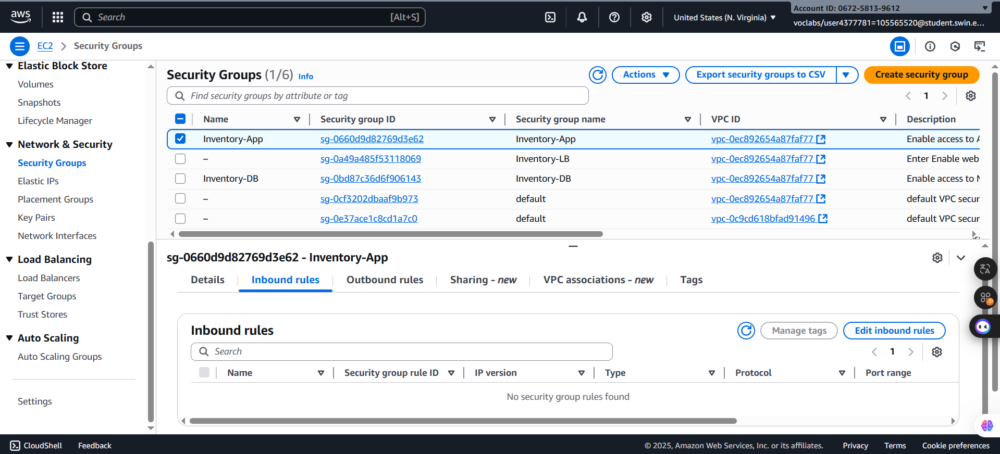 aws
Search [Alt+S]
United States (N. Virginia)
Account ID: 0672-5813-9612
voclabs/user4377781=105565520@student.swin.e...
EC2 > Security Groups
Elastic Block Store
Volumes
Snapshots
Lifecycle Manager
Network & Security
Security Groups
Elastic IPs
Placement Groups
Key Pairs
Network Interfaces
Load Balancing
Load Balancers
Target Groups
Trust Stores
Auto Scaling
Auto Scaling Groups
Settings
Security Groups (1/6) Info
Actions
Export security groups to CSV
Create security group
Find security groups by attribute or tag
1
Name Security group ID Security group name VPC ID Description
Inventory-App sg-0660d9d82769d3e62 Inventory-App vpc-0ec892654a87faf77 Enable access to A
– sg-0a49a485f53118069 Inventory-LB vpc-0ec892654a87faf77 Enter Enable web
Inventory-DB sg-0bd87c36d6f906143 Inventory-DB vpc-0ec892654a87faf77 Enable access to
– sg-0cf3202dbaaf9b973 default vpc-0ec892654a87faf77 default VPC secur
– sg-0e37ace1c8cd1a7c0 default vpc-0c9cd618bfad91496 default VPC secur
sg-0660d9d82769d3e62 - Inventory-App
Details Inbound rules Outbound rules Sharing - new VPC associations - new Tags
Inbound rules
Manage tags
Edit inbound rules
Search
1
Name Security group rule ID IP version Type Protocol Port range
No security group rules found
CloudShell Feedback
© 2025, Amazon Web Services, Inc. or its affiliates. Privacy Terms Cookie preferences